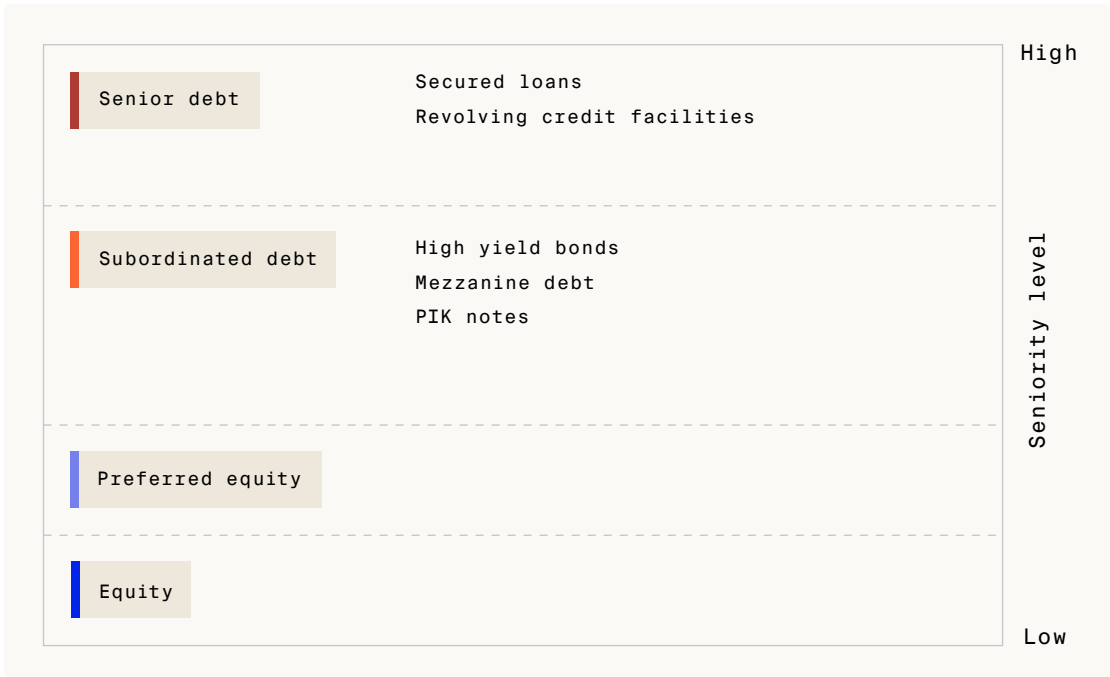 High
Senior debt
Secured loans
Revolving credit facilities
Subordinated debt
High yield bonds
Mezzanine debt
PIK notes
Seniority level
Preferred equity
Equity
Low